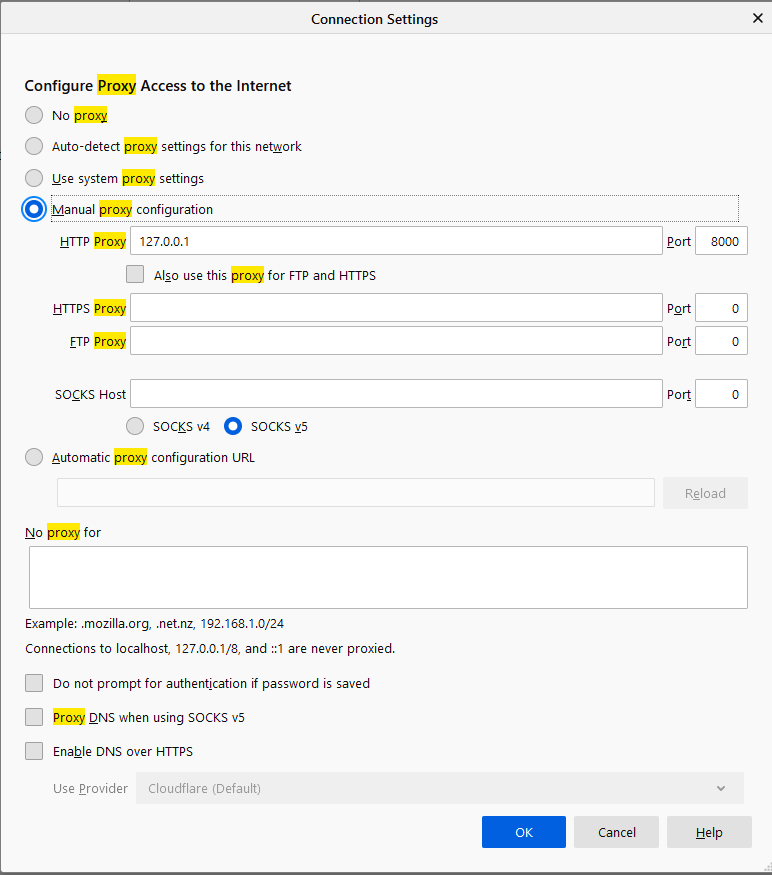 Connection Settings
Configure Proxy Access to the Internet
No proxy
Auto-detect proxy settings for this network
Use system proxy settings
Manual proxy configuration
HTTP Proxy 127.0.0.1 Port 8000
Also use this proxy for FTP and HTTPS
HTTPS Proxy Port 0
FTP Proxy Port 0
SOCKS Host Port 0
SOCKS v4 SOCKS v5
Automatic proxy configuration URL
Reload
No proxy for
Example: .mozilla.org, .net.nz, 192.168.1.0/24
Connections to localhost, 127.0.0.1/8, and ::1 are never proxied.
Do not prompt for authentication if password is saved
Proxy DNS when using SOCKS v5
Enable DNS over HTTPS
Use Provider Cloudflare (Default)
OK Cancel Help